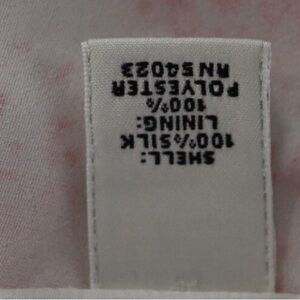 SHELL:
100%SILK
LINING:
100%
POLYESTER
RN54023